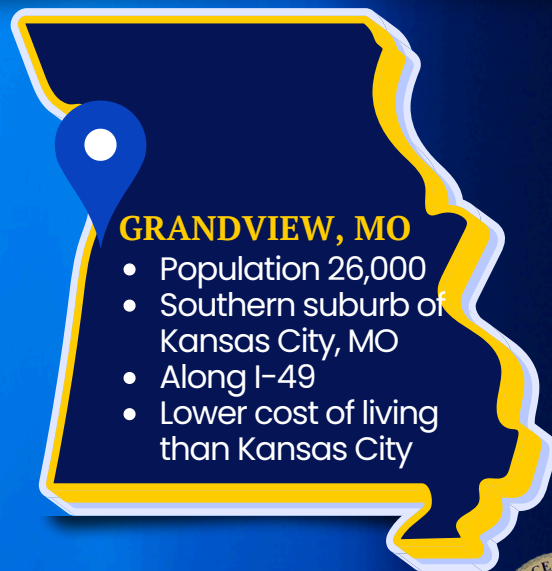 GRANDVIEW, MO
• Population 26,000
• Southern suburb of
Kansas City, MO
• Along I-49
• Lower cost of living
than Kansas City